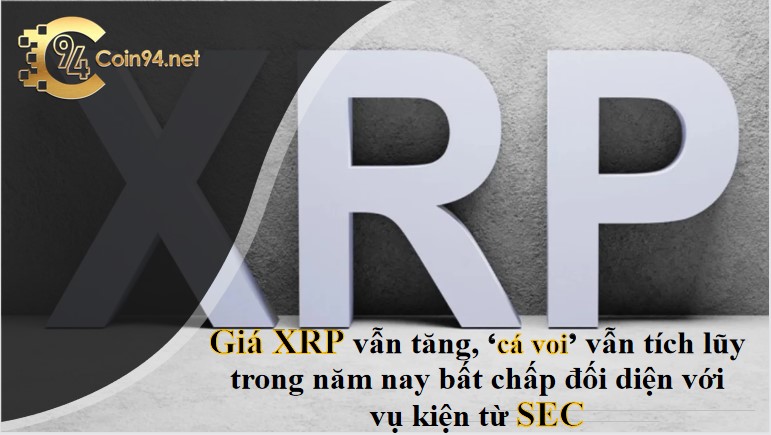 94
Coin94.net
XRP
Giá XRP vẫn tăng, ‘cá voi’ vẫn tích lũy
trong năm nay bất chấp đối diện với
vụ kiện từ SEC